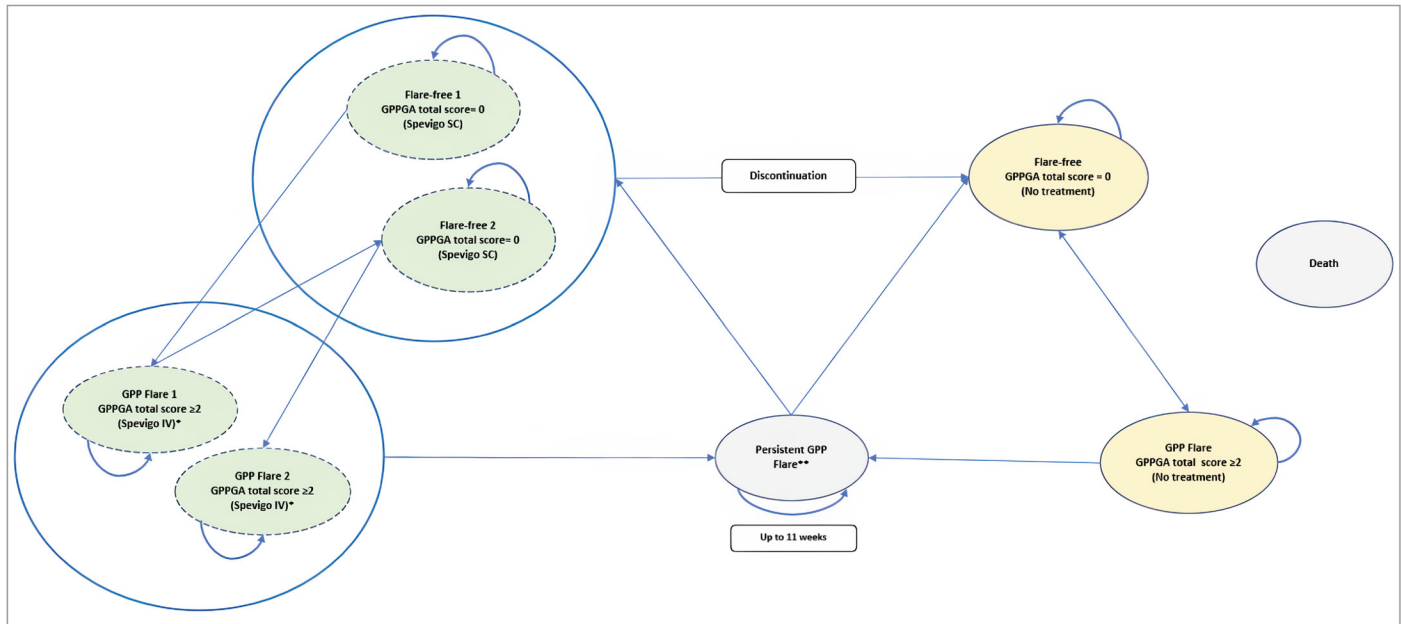 Flare-free 1
GPPGA total score= 0
(Spevigo SC)
Flare-free 2
GPPGA total score= 0
(Spevigo SC)
Discontinuation
Flare-free
GPPGA total score = 0
(No treatment)
Death
GPP Flare 1
GPPGA total score ≥2
(Spevigo IV)*
GPP Flare 2
GPPGA total score ≥2
(Spevigo IV)*
Persistent GPP
Flare**
Up to 11 weeks
GPP Flare
GPPGA total score ≥2
(No treatment)